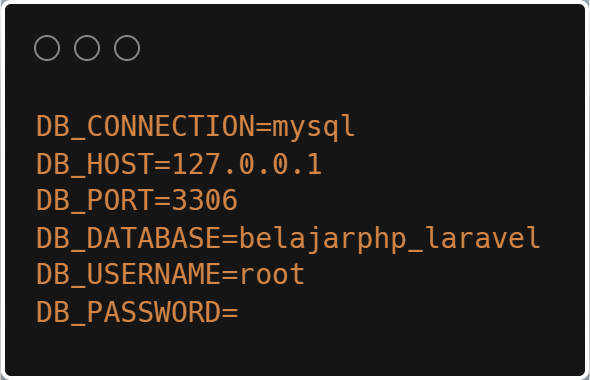 DB_CONNECTION=mysql
DB_HOST=127.0.0.1
DB_PORT=3306
DB_DATABASE=belajarphp_laravel
DB_USERNAME=root
DB_PASSWORD=